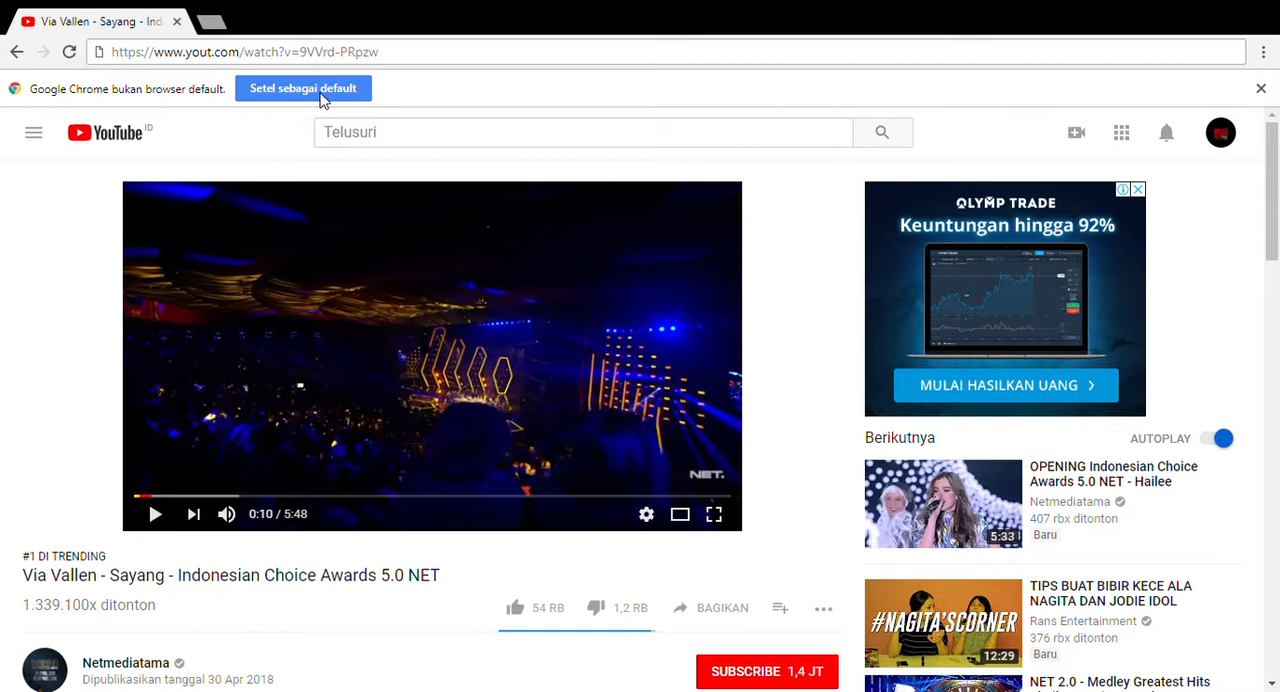 Via Vallen - Sayang - Ind
https://www.yout.com/watch?v=9VVrd-PRpzw
Google Chrome bukan browser default.
Setel sebagai default
YouTube ID
Telusuri
OLYMP TRADE
Keuntungan hingga 92%
MULAI HASILKAN UANG
NET.
0:10 / 5:48
Berikutnya
AUTOPLAY
OPENING Indonesian Choice
Awards 5.0 NET - Hailee
Netmediatama
407 rbx ditonton
Baru
5:33
#1 DI TRENDING
Via Vallen - Sayang - Indonesian Choice Awards 5.0 NET
1.339.100x ditonton
54 RB
1,2 RB
BAGIKAN
TIPS BUAT BIBIR KECE ALA
NAGITA DAN JODIE IDOL
Rans Entertainment
376 rbx ditonton
Baru
#NAGITA'SCORNER
12:29
Netmediatama
Dipublikasikan tanggal 30 Apr 2018
SUBSCRIBE 1,4 JT
NET 2.0 - Medley Greatest Hits